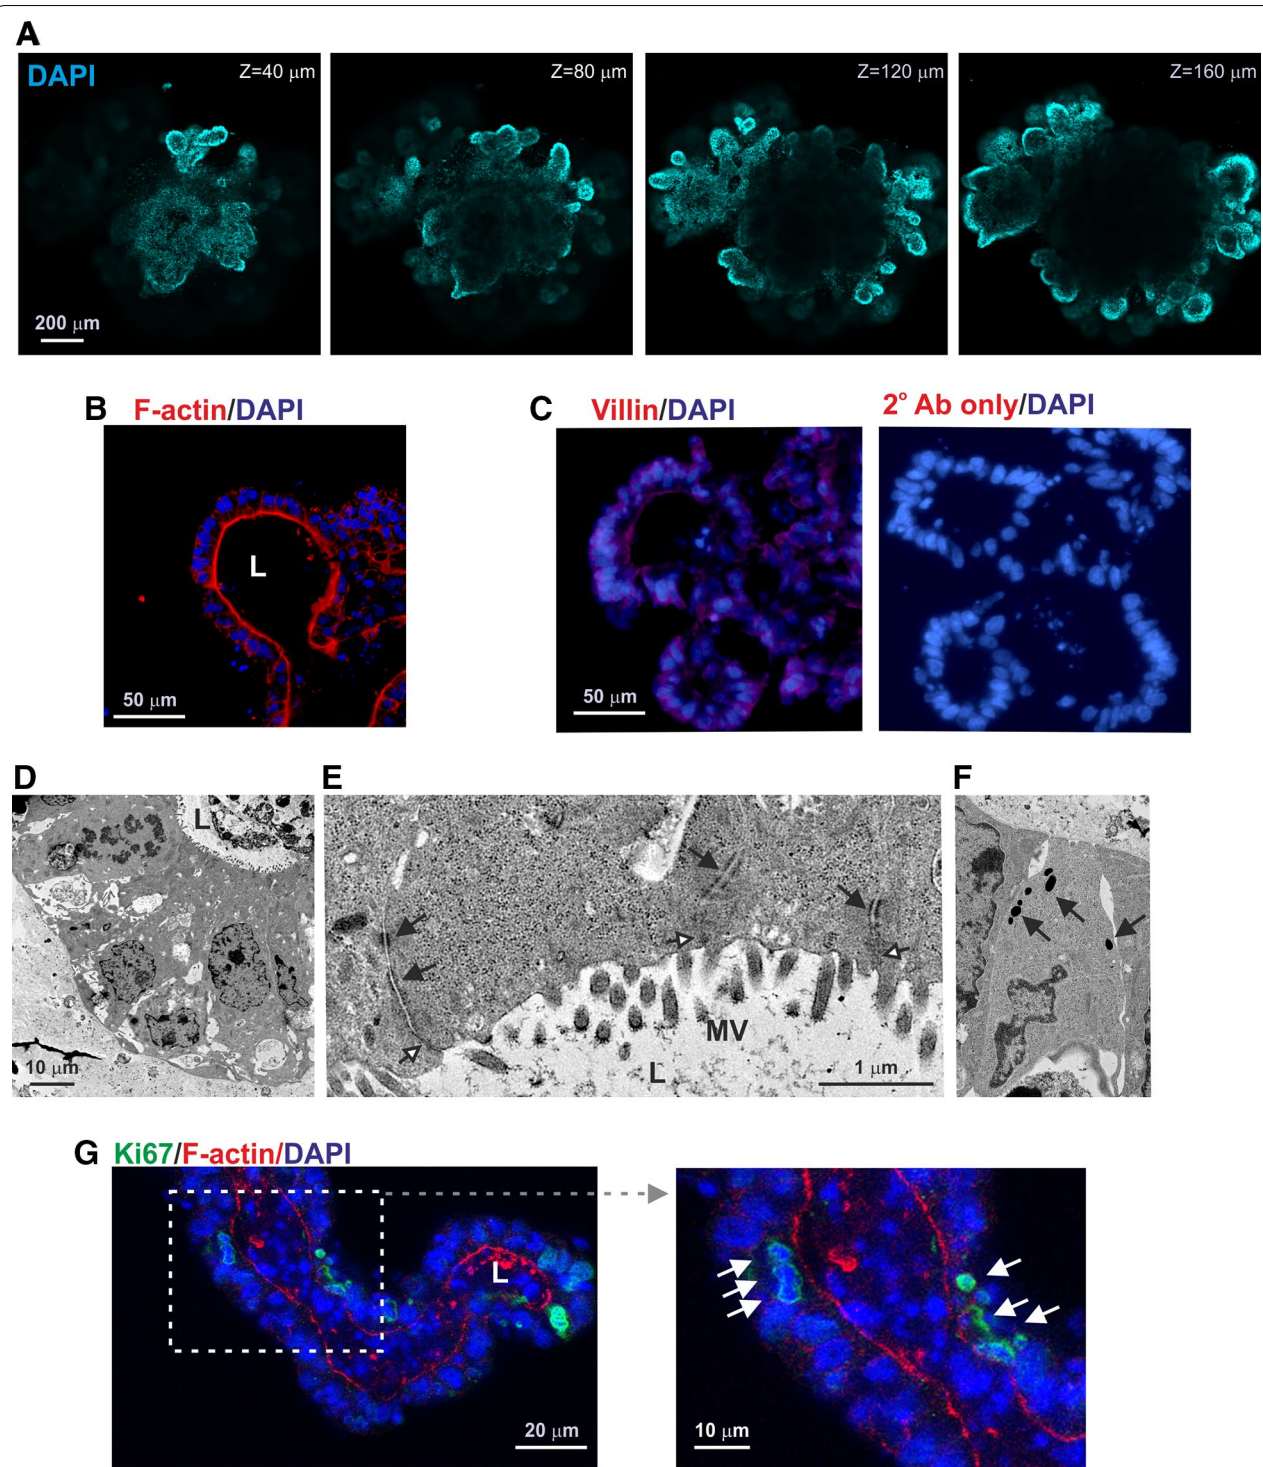 A
DAPI
Z=40 μm
Z=80 μm
Z=120 μm
Z=160 μm
200 μm
B F-actin/DAPI
L
50 μm
C Villin/DAPI
2° Ab only/DAPI
50 μm
D
L
10 μm
E
MV
L
1 μm
F
G Ki67/F-actin/DAPI
L
20 μm
10 μm